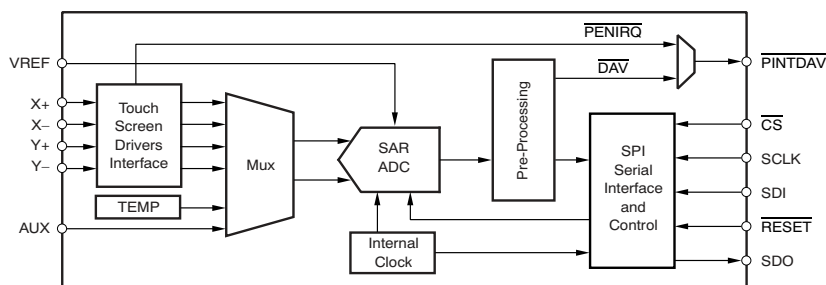 PENIRQ
VREF
DAV
PINTDAV
X+
X–
Y+
Y–
Touch
Screen
Drivers
Interface
Mux
SAR
ADC
Pre-Processing
SPI
Serial
Interface
and
Control
CS
SCLK
SDI
RESET
SDO
TEMP
AUX
Internal
Clock